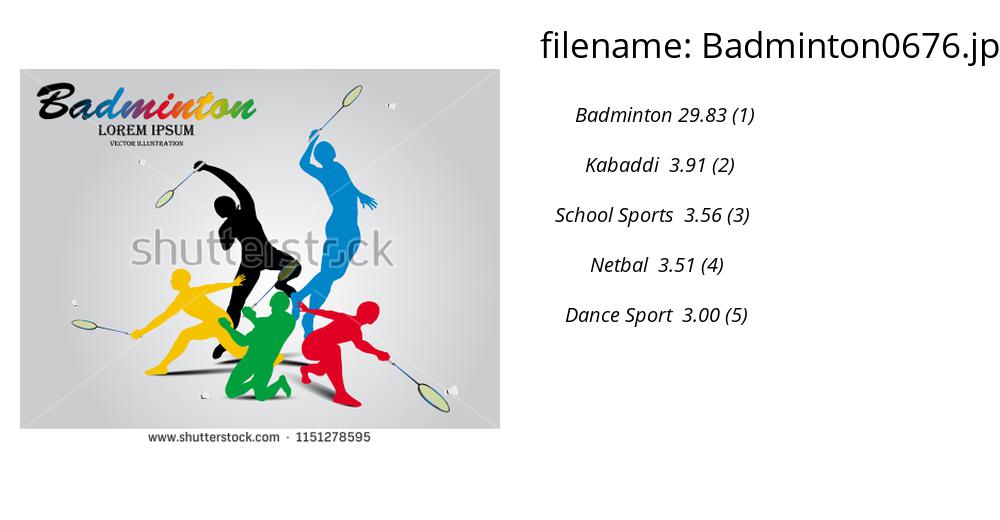 filename: Badminton0676.jp
Badminton
LOREM IPSUM
VECTOR ILLUSTRATION
shutterstock
www.shutterstock.com · 1151278595
Badminton 29.83 (1)
Kabaddi 3.91 (2)
School Sports 3.56 (3)
Netbal 3.51 (4)
Dance Sport 3.00 (5)